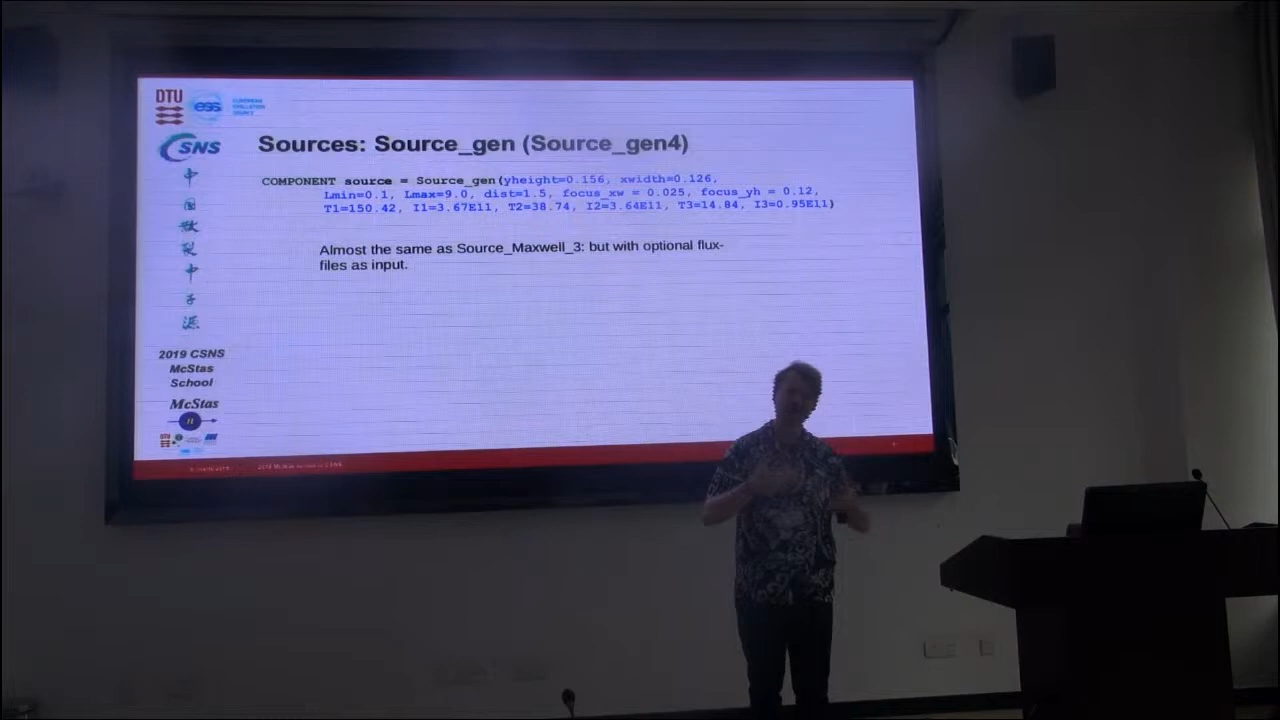 DTU
ess
EUROPEAN
SPALLATION
SOURCE
CSNS
中
国
散
裂
中
子
源
2019 CSNS
McStas
School
McStas
Sources: Source_gen (Source_gen4)
COMPONENT source = Source_gen(yheight=0.156, xwidth=0.126,
Lmin=0.1, Lmax=9.0, dist=1.5, focus_xw = 0.025, focus_yh = 0.12,
T1=150.42, I1=3.67E11, T2=38.74, I2=3.64E11, T3=14.84, I3=0.95E11)
Almost the same as Source_Maxwell_3: but with optional flux-
files as input.